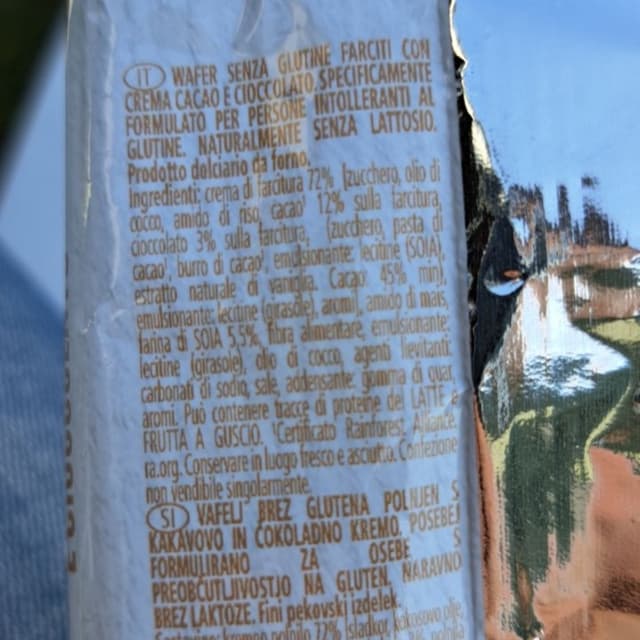 IT WAFER SENZA GLUTINE FARCITI CON
CREMA CACAO E CIOCCOLATO SPECIFICAMENTE
FORMULATO PER PERSONE INTOLLERANTI AL
GLUTINE. NATURALMENTE SENZA LATTOSIO.
Prodotto dolciario da forno.
Ingredienti: crema di farcitura 72% (zucchero, olio di
cocco, amido di riso, cacao¹ 12% sulla farcitura,
cioccolato¹ 3% sulla farcitura, (zucchero, pasta di
cacao¹, burro di cacao¹, emulsionante: lecitine (SOIA),
estratto naturale di vaniglia. Cacao: 45% min),
emulsionante: lecitine (girasole), aromi), amido di mais,
farina di SOIA 5,5%, fibra alimentare, emulsionante:
lecitine (girasole), olio di cocco, agenti lievitanti:
carbonati di sodio, sale, addensante: gomma di guar,
aromi. Può contenere tracce di proteine del LATTE e
FRUTTA A GUSCIO. ¹Certificato Rainforest Alliance.
ra.org. Conservare in luogo fresco e asciutto. Confezione
non vendibile singolarmente.
SI VAFELJ BREZ GLUTENA POLNJEN S
KAKAVOVO IN ČOKOLADNO KREMO POSEBEJ
FORMULIRANO ZA OSEBE S
PREOBČUTLJIVOSTJO NA GLUTEN. NARAVNO
BREZ LAKTOZE. Fini pekovski izdelek.